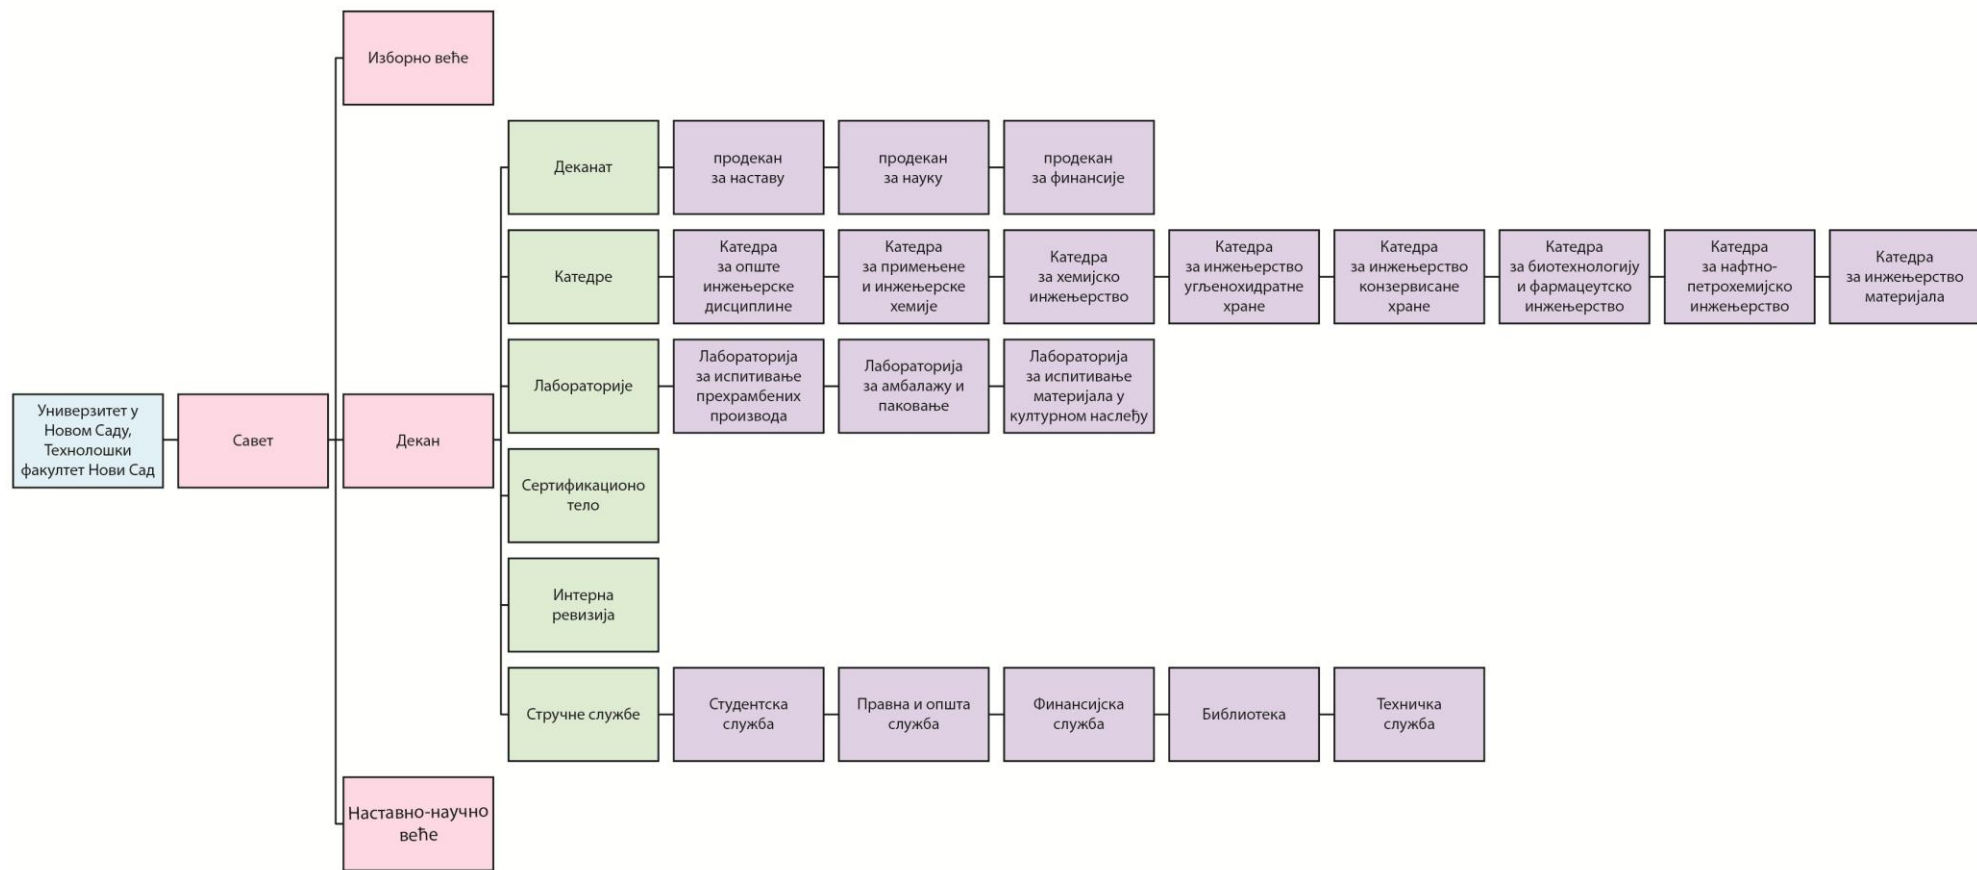 Изборно веће
Деканат
продекан
за наставу
продекан
за науку
продекан
за финансије
Катедре
Катедра
за опште
инжењерске
дисциплине
Катедра
за примењене
и инжењерске
хемије
Катедра
за хемијско
инжењерство
Катедра
за инжењерство
угљенохидратне
хране
Катедра
за инжењерство
конзервисане
хране
Катедра
за биотехнологију
и фармацеутско
инжењерство
Катедра
за нафтно-
петрохемијско
инжењерство
Катедра
за инжењерство
материјала
Лабораторије
Лабораторија
за испитивање
прехрамбених
производа
Лабораторија
за амбалажу и
паковање
Лабораторија
за испитивање
материјала у
културном наслеђу
Универзитет у
Новом Саду,
Технолошки
факултет Нови Сад
Савет
Декан
Сертификационо
тело
Интерна
ревизија
Стручне службе
Студентска
служба
Правна и општа
служба
Финансијска
служба
Библиотека
Техничка
служба
Наставно-научно
веће